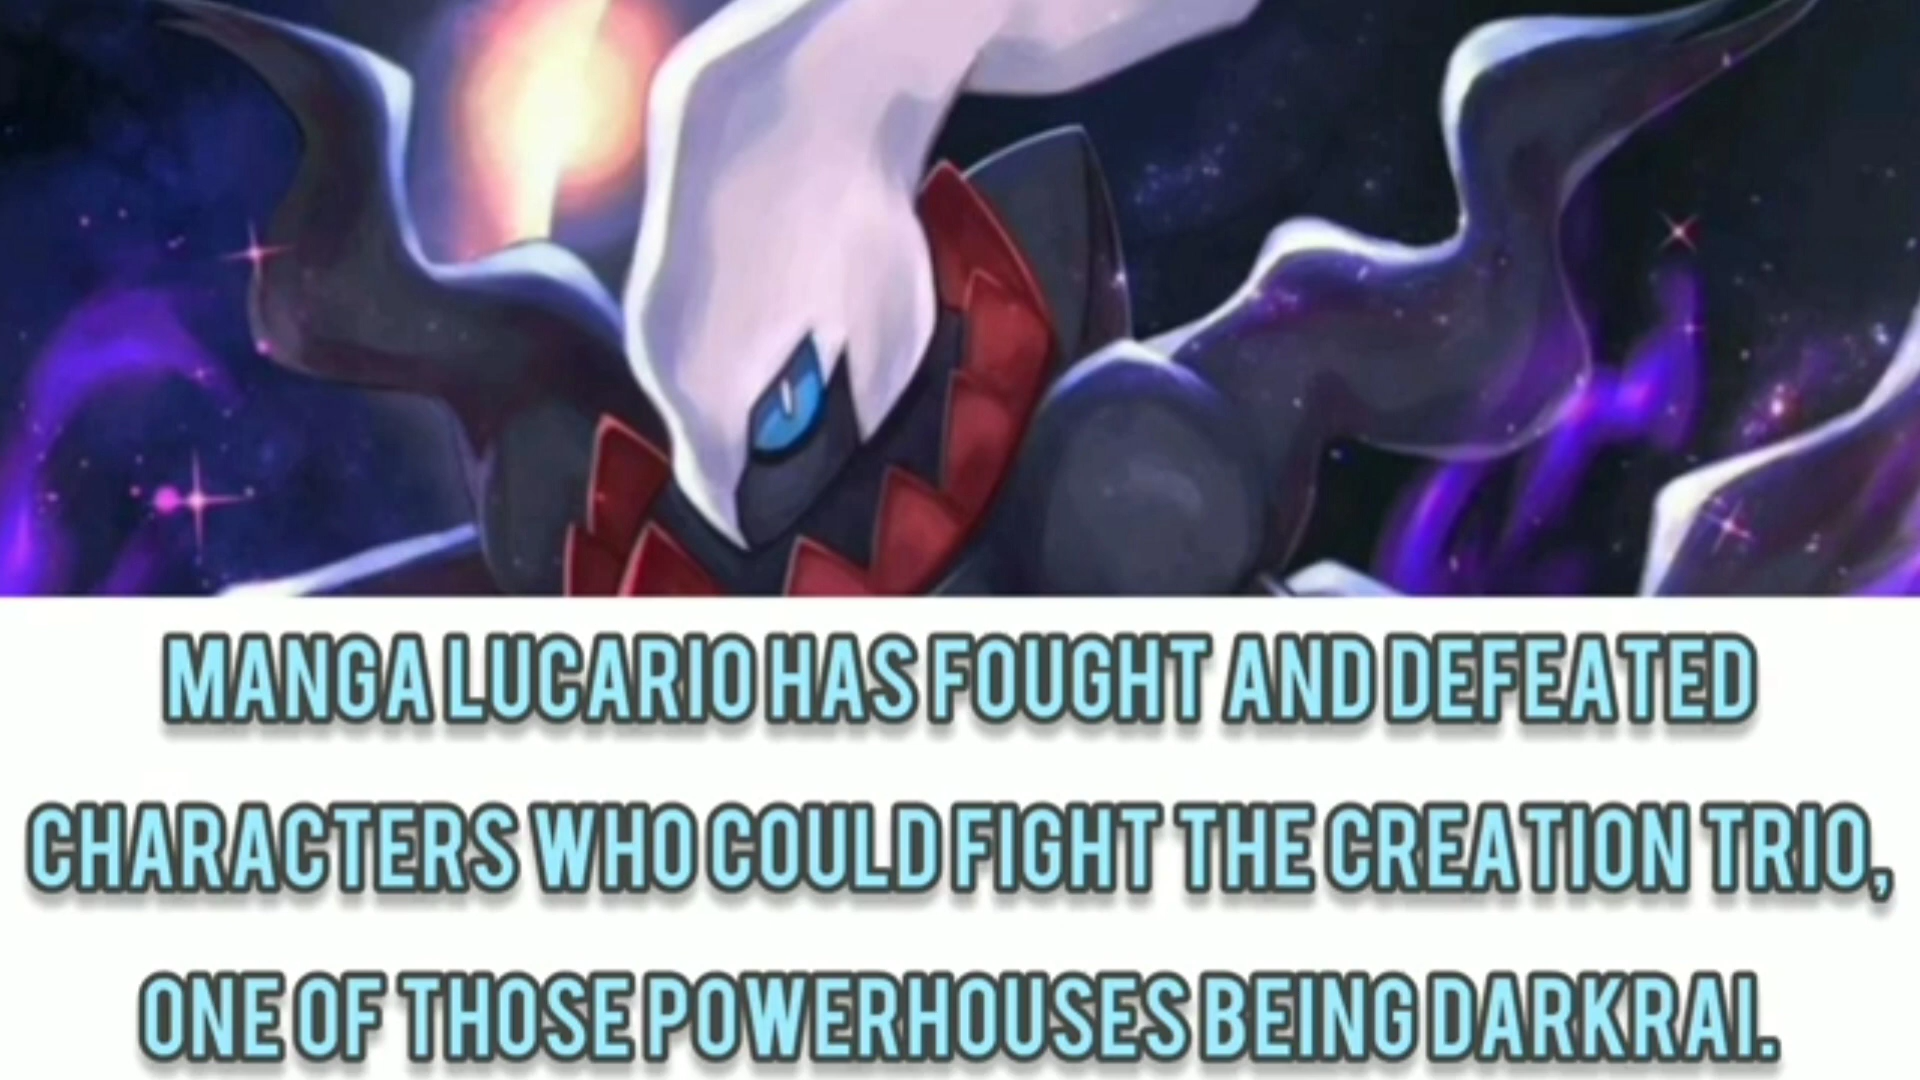 MANGA LUCARIO HAS FOUGHT AND DEFEATED
CHARACTERS WHO COULD FIGHT THE CREATION TRIO,
ONE OF THOSE POWERHOUSES BEING DARKRAI.